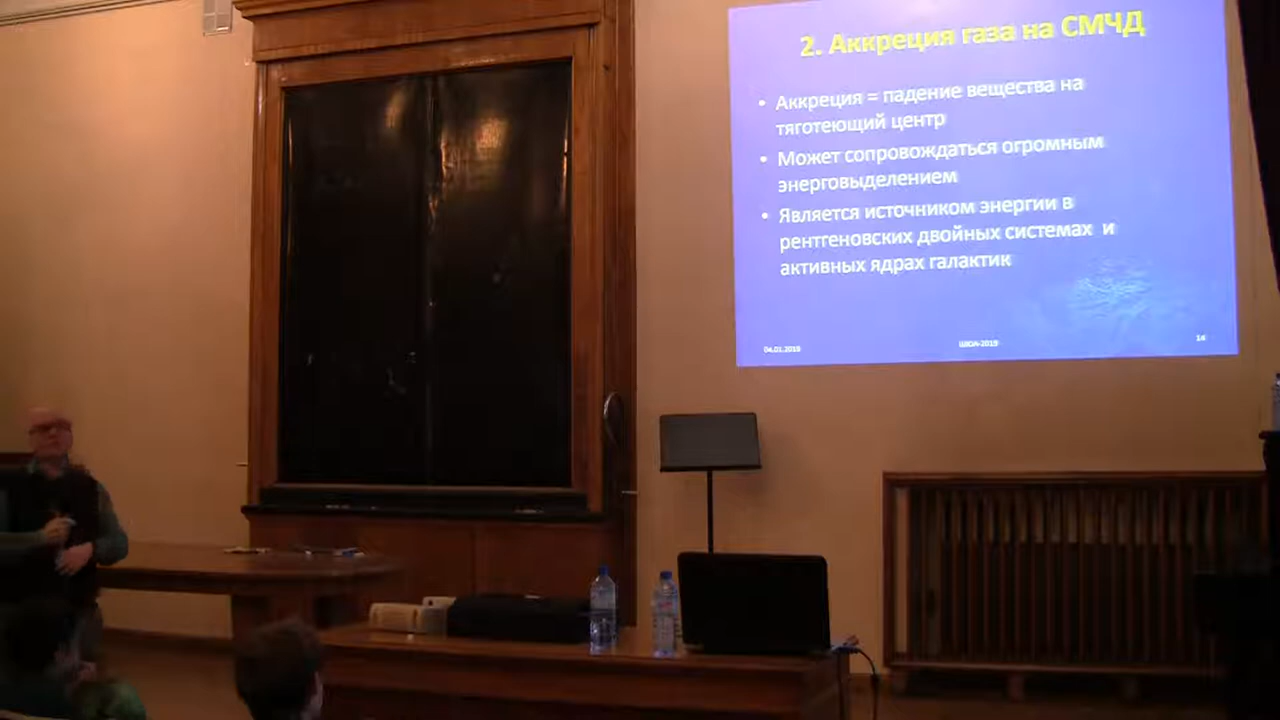 2. Аккреция газа на СМЧД
• Аккреция = падение вещества на
тяготеющий центр
• Может сопровождаться огромным
энерговыделением
• Является источником энергии в
рентгеновских двойных системах и
активных ядрах галактик
04.01.2019
ШЮА-2019
14